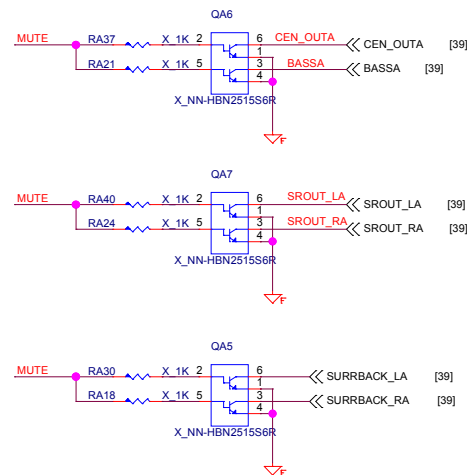 QA6
MUTE
RA37 X_1K 2 6 CEN_OUTA CEN_OUTA [39]
1
RA21 X_1K 5 3 BASSA BASSA [39]
4
X_NN-HBN2515S6R
F
QA7
MUTE
RA40 X_1K 2 6 SROUT_LA SROUT_LA [39]
1
RA24 X_1K 5 3 SROUT_RA SROUT_RA [39]
4
X_NN-HBN2515S6R
F
QA5
MUTE
RA30 X_1K 2 6 SURRBACK_LA [39]
1
RA18 X_1K 5 3 SURRBACK_RA [39]
4
X_NN-HBN2515S6R
F